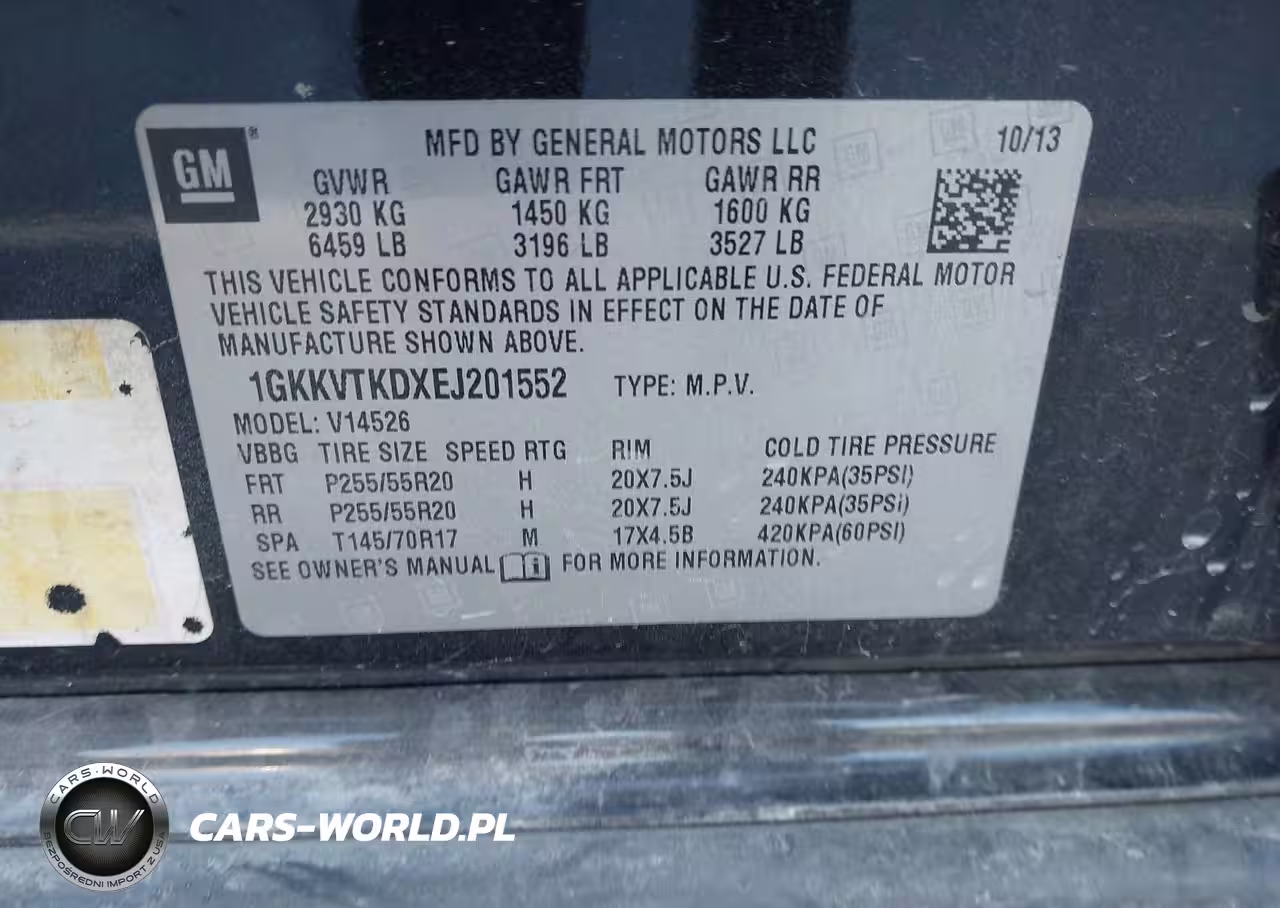 GM ®
MFD BY GENERAL MOTORS LLC 10/13
GVWR GAWR FRT GAWR RR
2930 KG 1450 KG 1600 KG
6459 LB 3196 LB 3527 LB
THIS VEHICLE CONFORMS TO ALL APPLICABLE U.S. FEDERAL MOTOR
VEHICLE SAFETY STANDARDS IN EFFECT ON THE DATE OF
MANUFACTURE SHOWN ABOVE.
1GKKVTKDXEJ201552 TYPE: M.P.V.
MODEL: V14526
VBBG TIRE SIZE SPEED RTG RIM COLD TIRE PRESSURE
FRT P255/55R20 H 20X7.5J 240KPA(35PSI)
RR P255/55R20 H 20X7.5J 240KPA(35PSI)
SPA T145/70R17 M 17X4.5B 420KPA(60PSI)
SEE OWNER'S MANUAL i FOR MORE INFORMATION.
CARS-WORLD
CW
BEZPOŚREDNI IMPORT Z USA
CARS-WORLD.PL